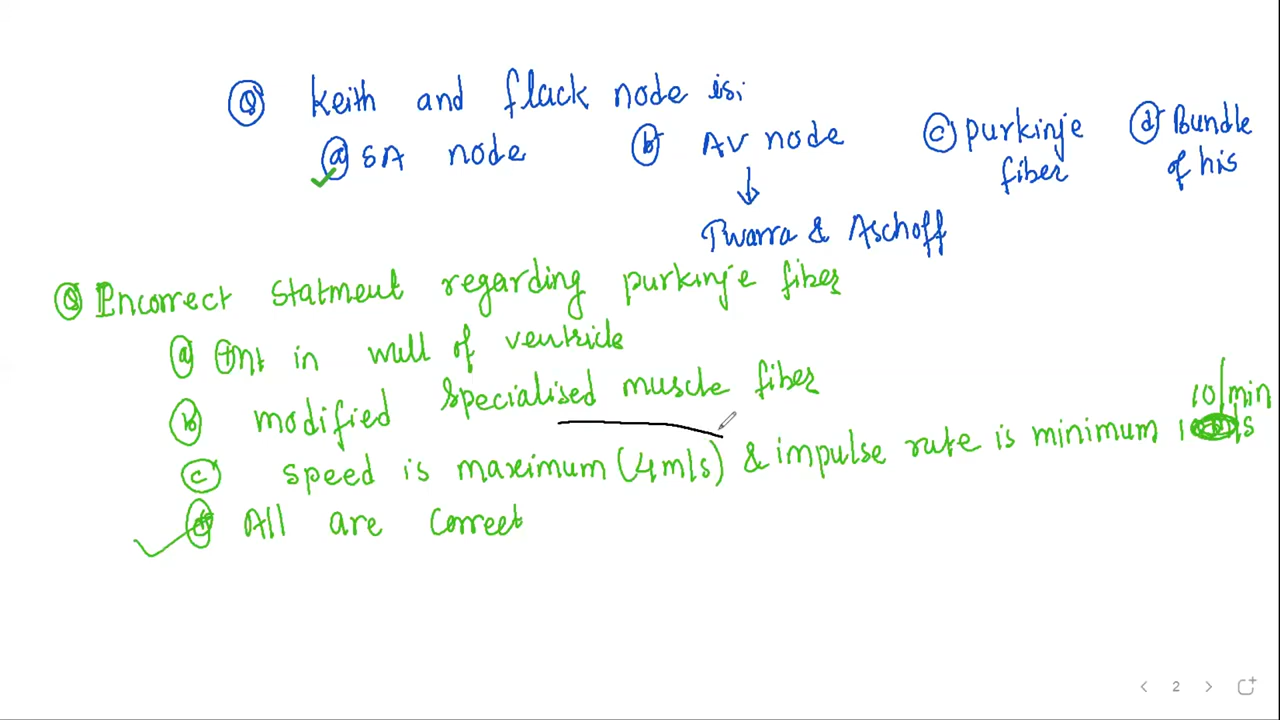 Q Keith and flack node is:
a SA node b AV node c Purkinje fiber d Bundle of his
↓
Twarra & Aschoff
Q Incorrect statment regarding purkinje fiber
a in wall of ventricle
b modified specialised muscle fiber
c speed is maximum (4m/s) & impulse rate is minimum 10/min
d All are correct
2